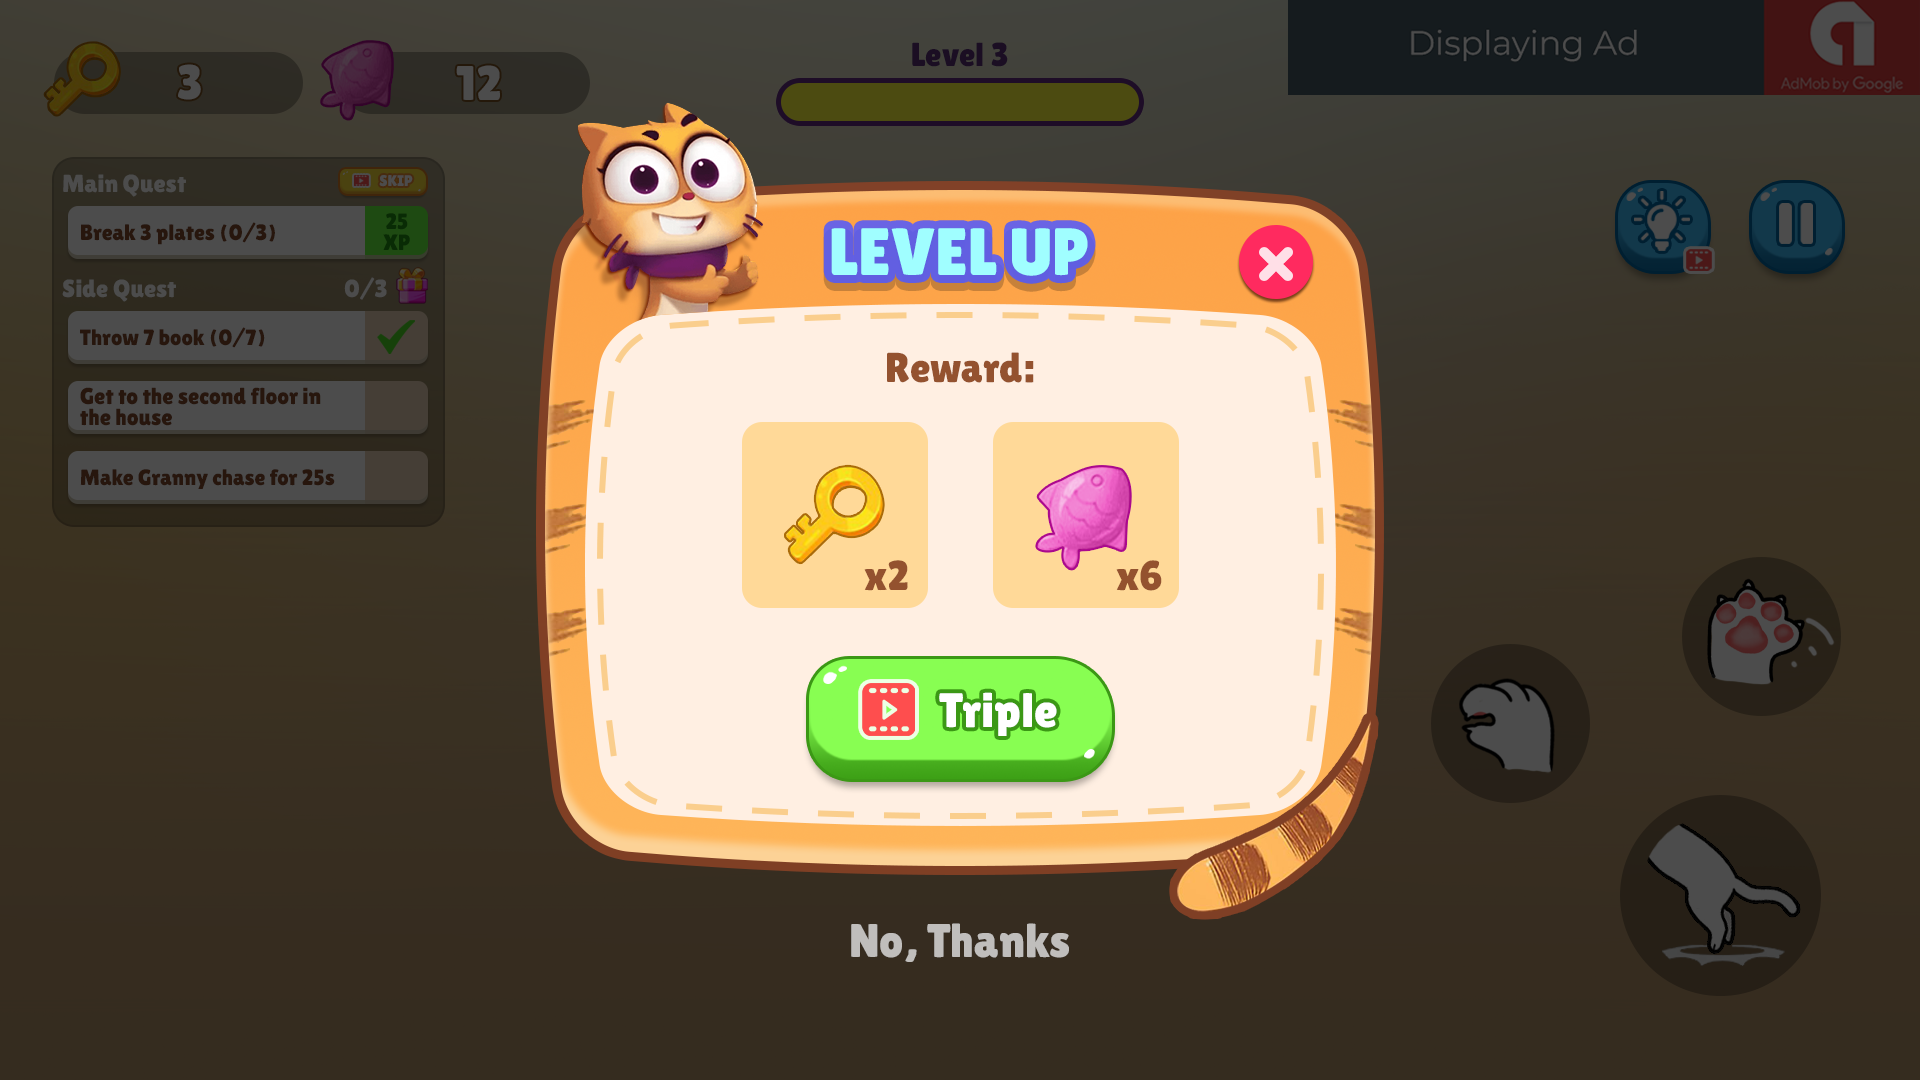 3
12
Level 3
Displaying Ad
AdMob by Google
Main Quest
SKIP
Break 3 plates (0/3)
25
XP
Side Quest
0/3
Throw 7 book (0/7)
Get to the second floor in
the house
Make Granny chase for 25s
LEVEL UP
Reward:
x2
x6
Triple
No, Thanks